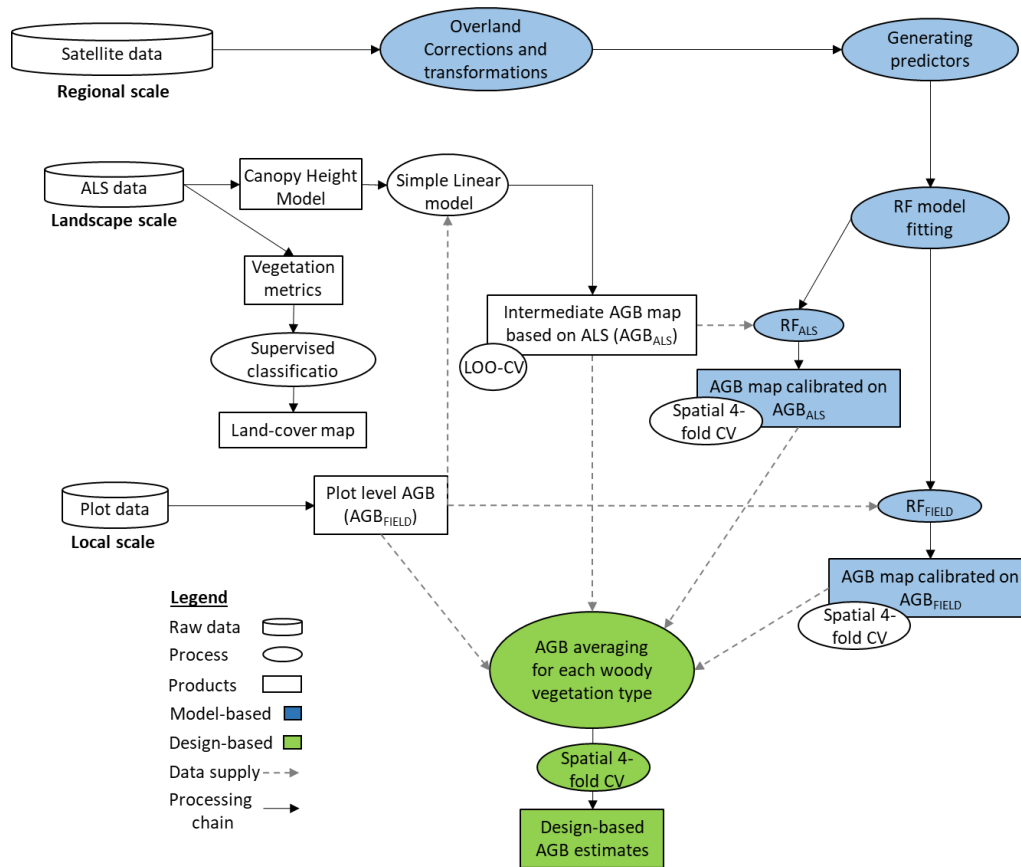 Satellite data
Regional scale
Overland
Corrections and
transformations
Generating
predictors
ALS data
Landscape scale
Canopy Height
Model
Simple Linear
model
RF model
fitting
Vegetation
metrics
Supervised
classificatio
Land-cover map
Intermediate AGB map
based on ALS (AGBALS)
LOO-CV
RFALS
AGB map calibrated on
AGBALS
Spatial 4-
fold CV
Plot data
Local scale
Plot level AGB
(AGBFIELD)
RFFIELD
AGB map calibrated on
AGBFIELD
Spatial 4-
fold CV
AGB averaging
for each woody
vegetation type
Spatial 4-
fold CV
Design-based
AGB estimates
Legend
Raw data
Process
Products
Model-based
Design-based
Data supply
Processing
chain